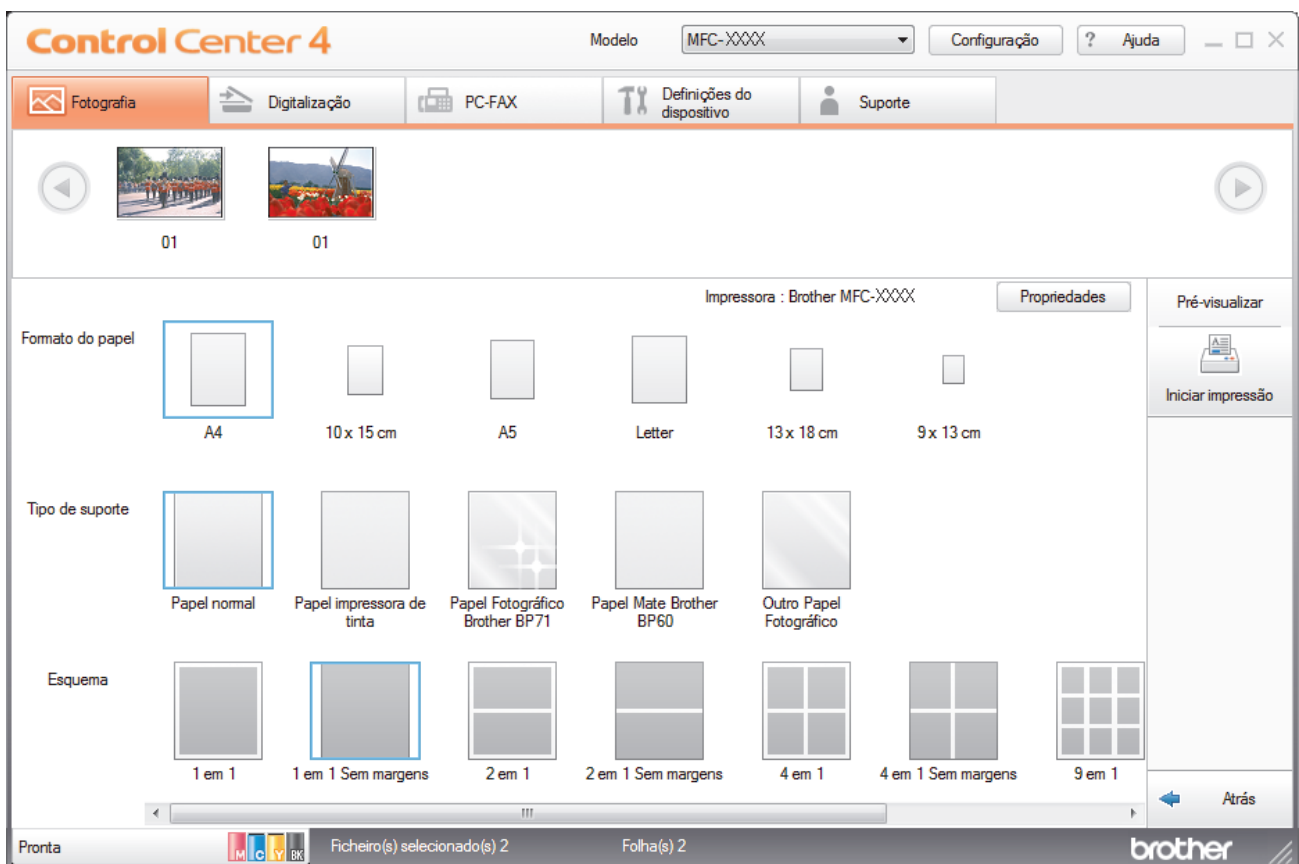 Control Center 4
Modelo
MFC-XXXX
Configuração
? Ajuda
Fotografia
Digitalização
PC-FAX
Definições do
dispositivo
Suporte
01
01
Impressora : Brother MFC-XXXX
Propriedades
Pré-visualizar
Iniciar impressão
Formato do papel
A4
10 x 15 cm
A5
Letter
13 x 18 cm
9 x 13 cm
Tipo de suporte
Papel normal
Papel impressora de
tinta
Papel Fotográfico
Brother BP71
Papel Mate Brother
BP60
Outro Papel
Fotográfico
Esquema
1 em 1
1 em 1 Sem margens
2 em 1
2 em 1 Sem margens
4 em 1
4 em 1 Sem margens
9 em 1
Atrás
Pronta
M C Y BK
Ficheiro(s) selecionado(s) 2
Folha(s) 2
brother